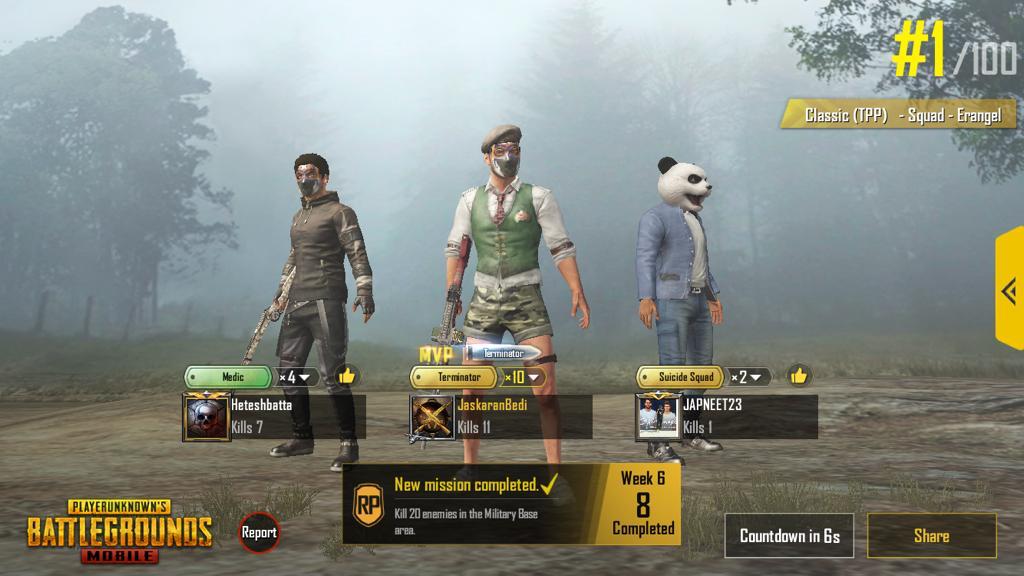 #1/100
Classic (TPP) - Squad - Erangel
MVP Terminator
Medic ×4
Terminator ×10
Suicide Squad ×2
Heteshbatta
Kills 7
JaskaranBedi
Kills 11
JAPNEET23
Kills 1
RP
New mission completed.
Kill 20 enemies in the Military Base
area.
Week 6
8
Completed
PLAYERUNKNOWN'S
BATTLEGROUNDS
MOBILE
Report
Countdown in 6s
Share